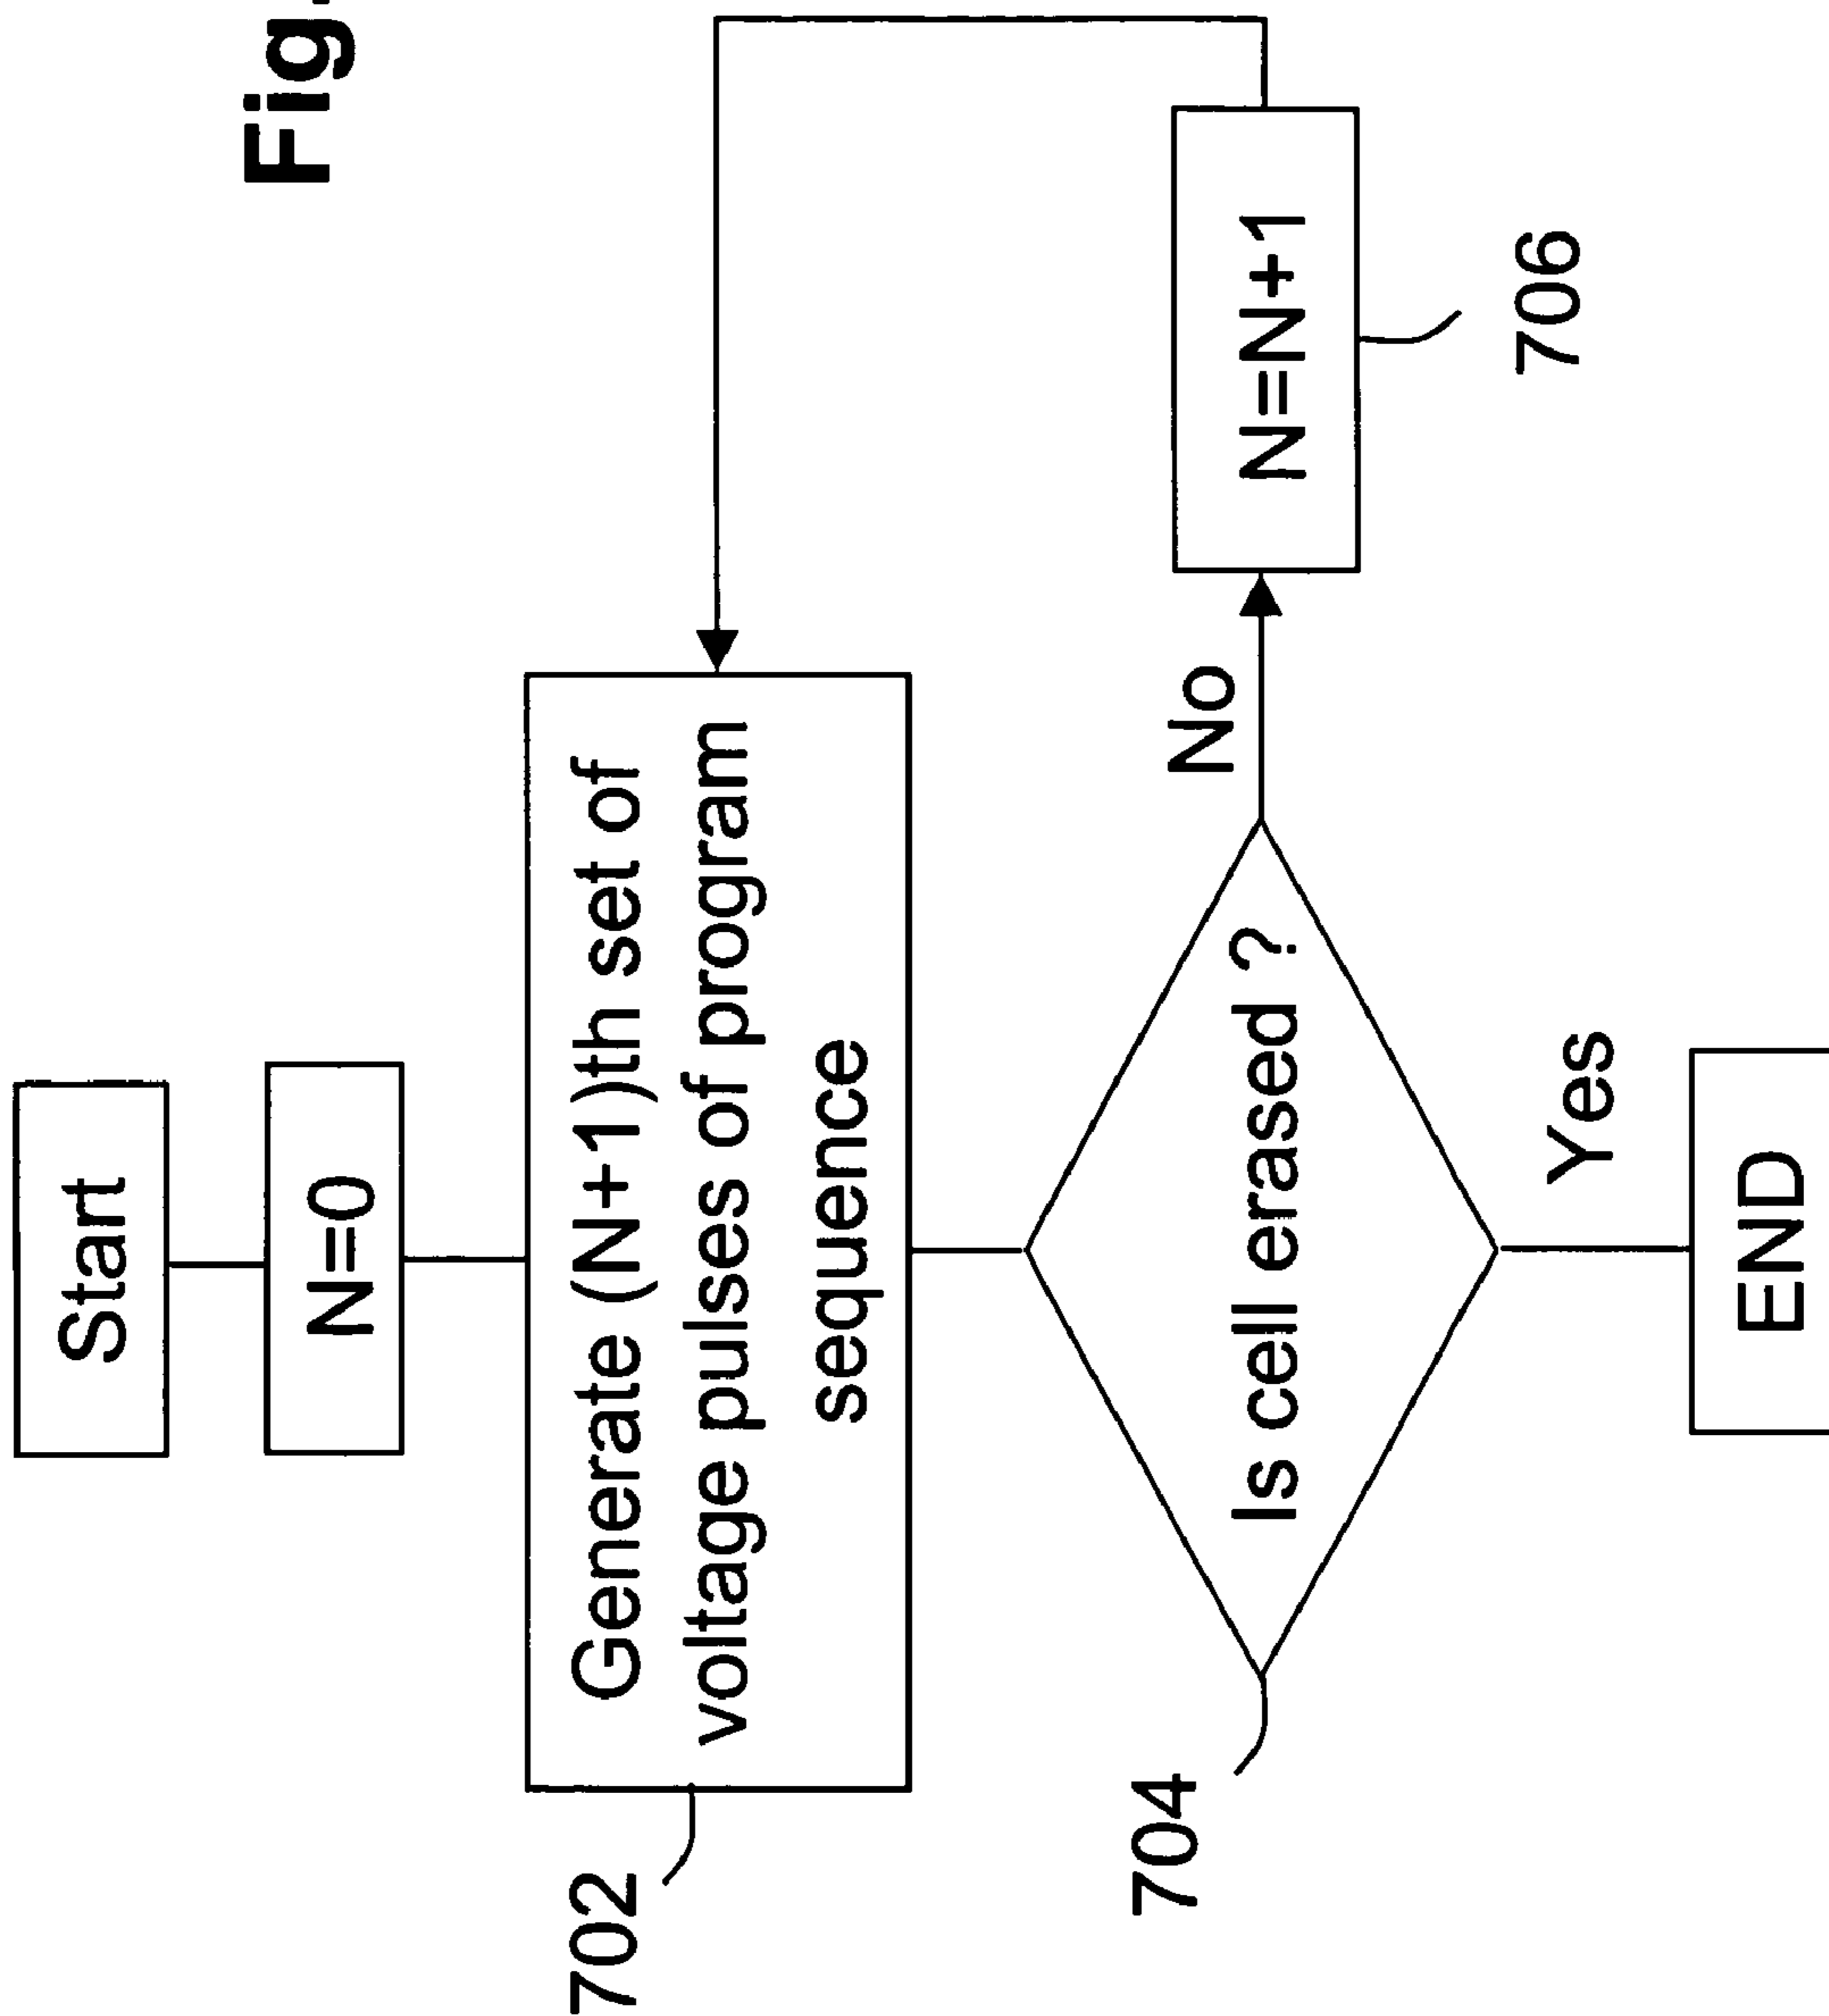 Fig.
Start
N=0
Generate (N+1)th set of
voltage pulses of program
sequence
702
Is cell erased ?
704
No
N=N+1
706
Yes
END